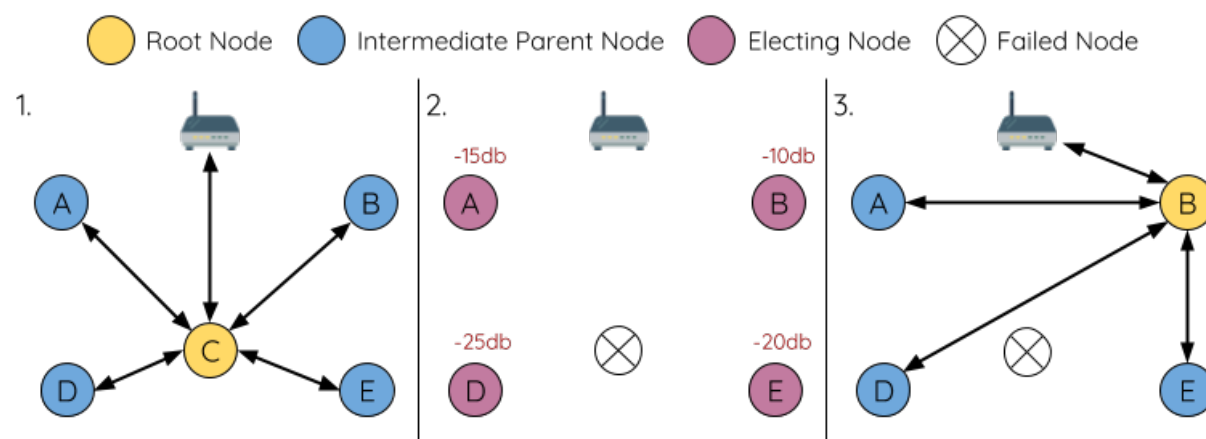 Root Node Intermediate Parent Node Electing Node Failed Node
1.
A
B
C
D
E
2.
-15db
-10db
A
B
-25db
-20db
D
E
3.
A
B
D
E